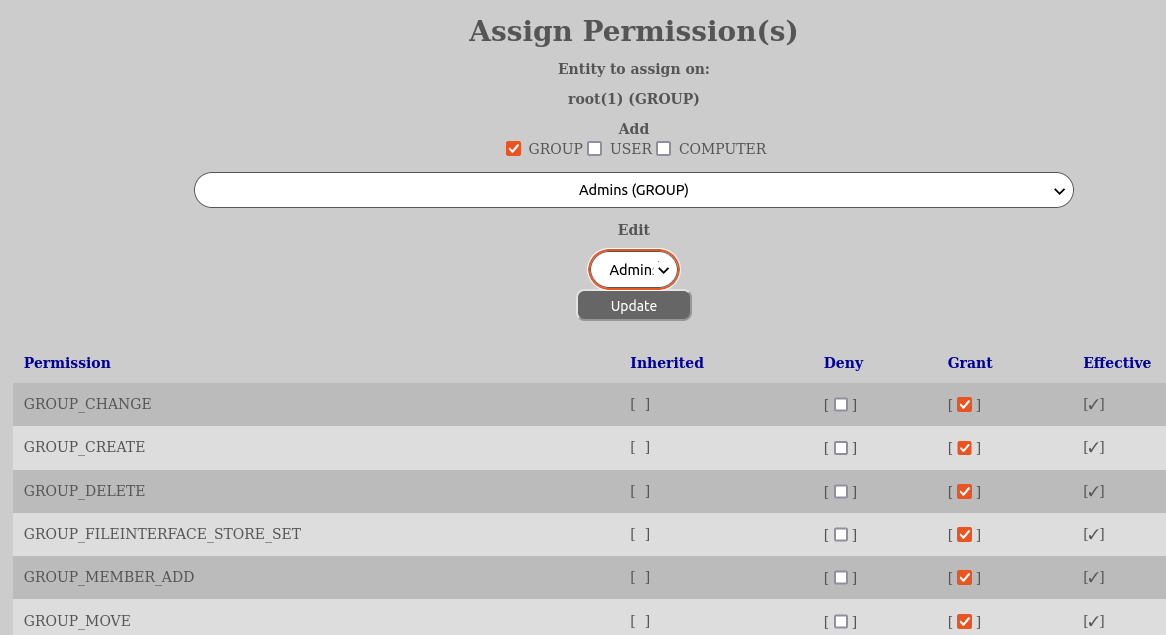 Assign Permission(s)
Entity to assign on:
root(1) (GROUP)
Add
GROUP USER COMPUTER
Admins (GROUP)
Edit
Admin
Update
Permission Inherited Deny Grant Effective
GROUP_CHANGE [ ] [ ] [✓] [✓]
GROUP_CREATE [ ] [ ] [✓] [✓]
GROUP_DELETE [ ] [ ] [✓] [✓]
GROUP_FILEINTERFACE_STORE_SET [ ] [ ] [✓] [✓]
GROUP_MEMBER_ADD [ ] [ ] [✓] [✓]
GROUP_MOVE [ ] [ ] [✓] [✓]